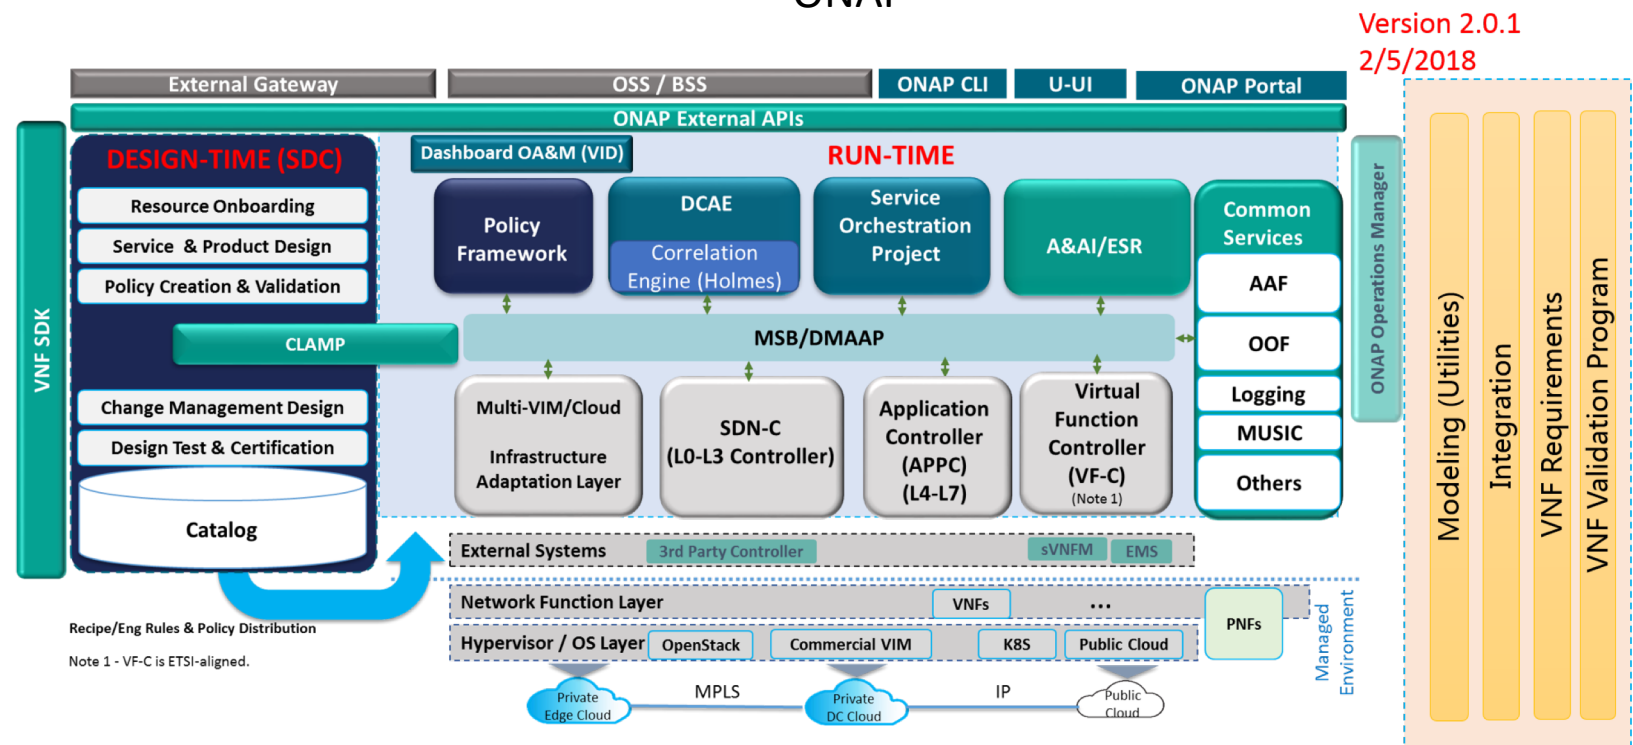 ONAP
Version 2.0.1
2/5/2018
External Gateway
OSS / BSS
ONAP CLI
U-UI
ONAP Portal
ONAP External APIs
VNF SDK
DESIGN-TIME (SDC)
Resource Onboarding
Service & Product Design
Policy Creation & Validation
CLAMP
Change Management Design
Design Test & Certification
Catalog
Recipe/Eng Rules & Policy Distribution
Note 1 - VF-C is ETSI-aligned.
Dashboard OA&M (VID)
RUN-TIME
Policy
Framework
DCAE
Correlation
Engine (Holmes)
Service
Orchestration
Project
A&AI/ESR
Common
Services
AAF
OOF
Logging
MUSIC
Others
MSB/DMAAP
Multi-VIM/Cloud
Infrastructure
Adaptation Layer
SDN-C
(L0-L3 Controller)
Application
Controller
(APPC)
(L4-L7)
Virtual
Function
Controller
(VF-C)
(Note 1)
ONAP Operations Manager
External Systems
3rd Party Controller
sVNFM
EMS
Network Function Layer
VNFs
...
PNFs
Hypervisor / OS Layer
OpenStack
Commercial VIM
K8S
Public Cloud
Managed
Environment
Private
Edge Cloud
MPLS
Private
DC Cloud
IP
Public
Cloud
Modeling (Utilities)
Integration
VNF Requirements
VNF Validation Program